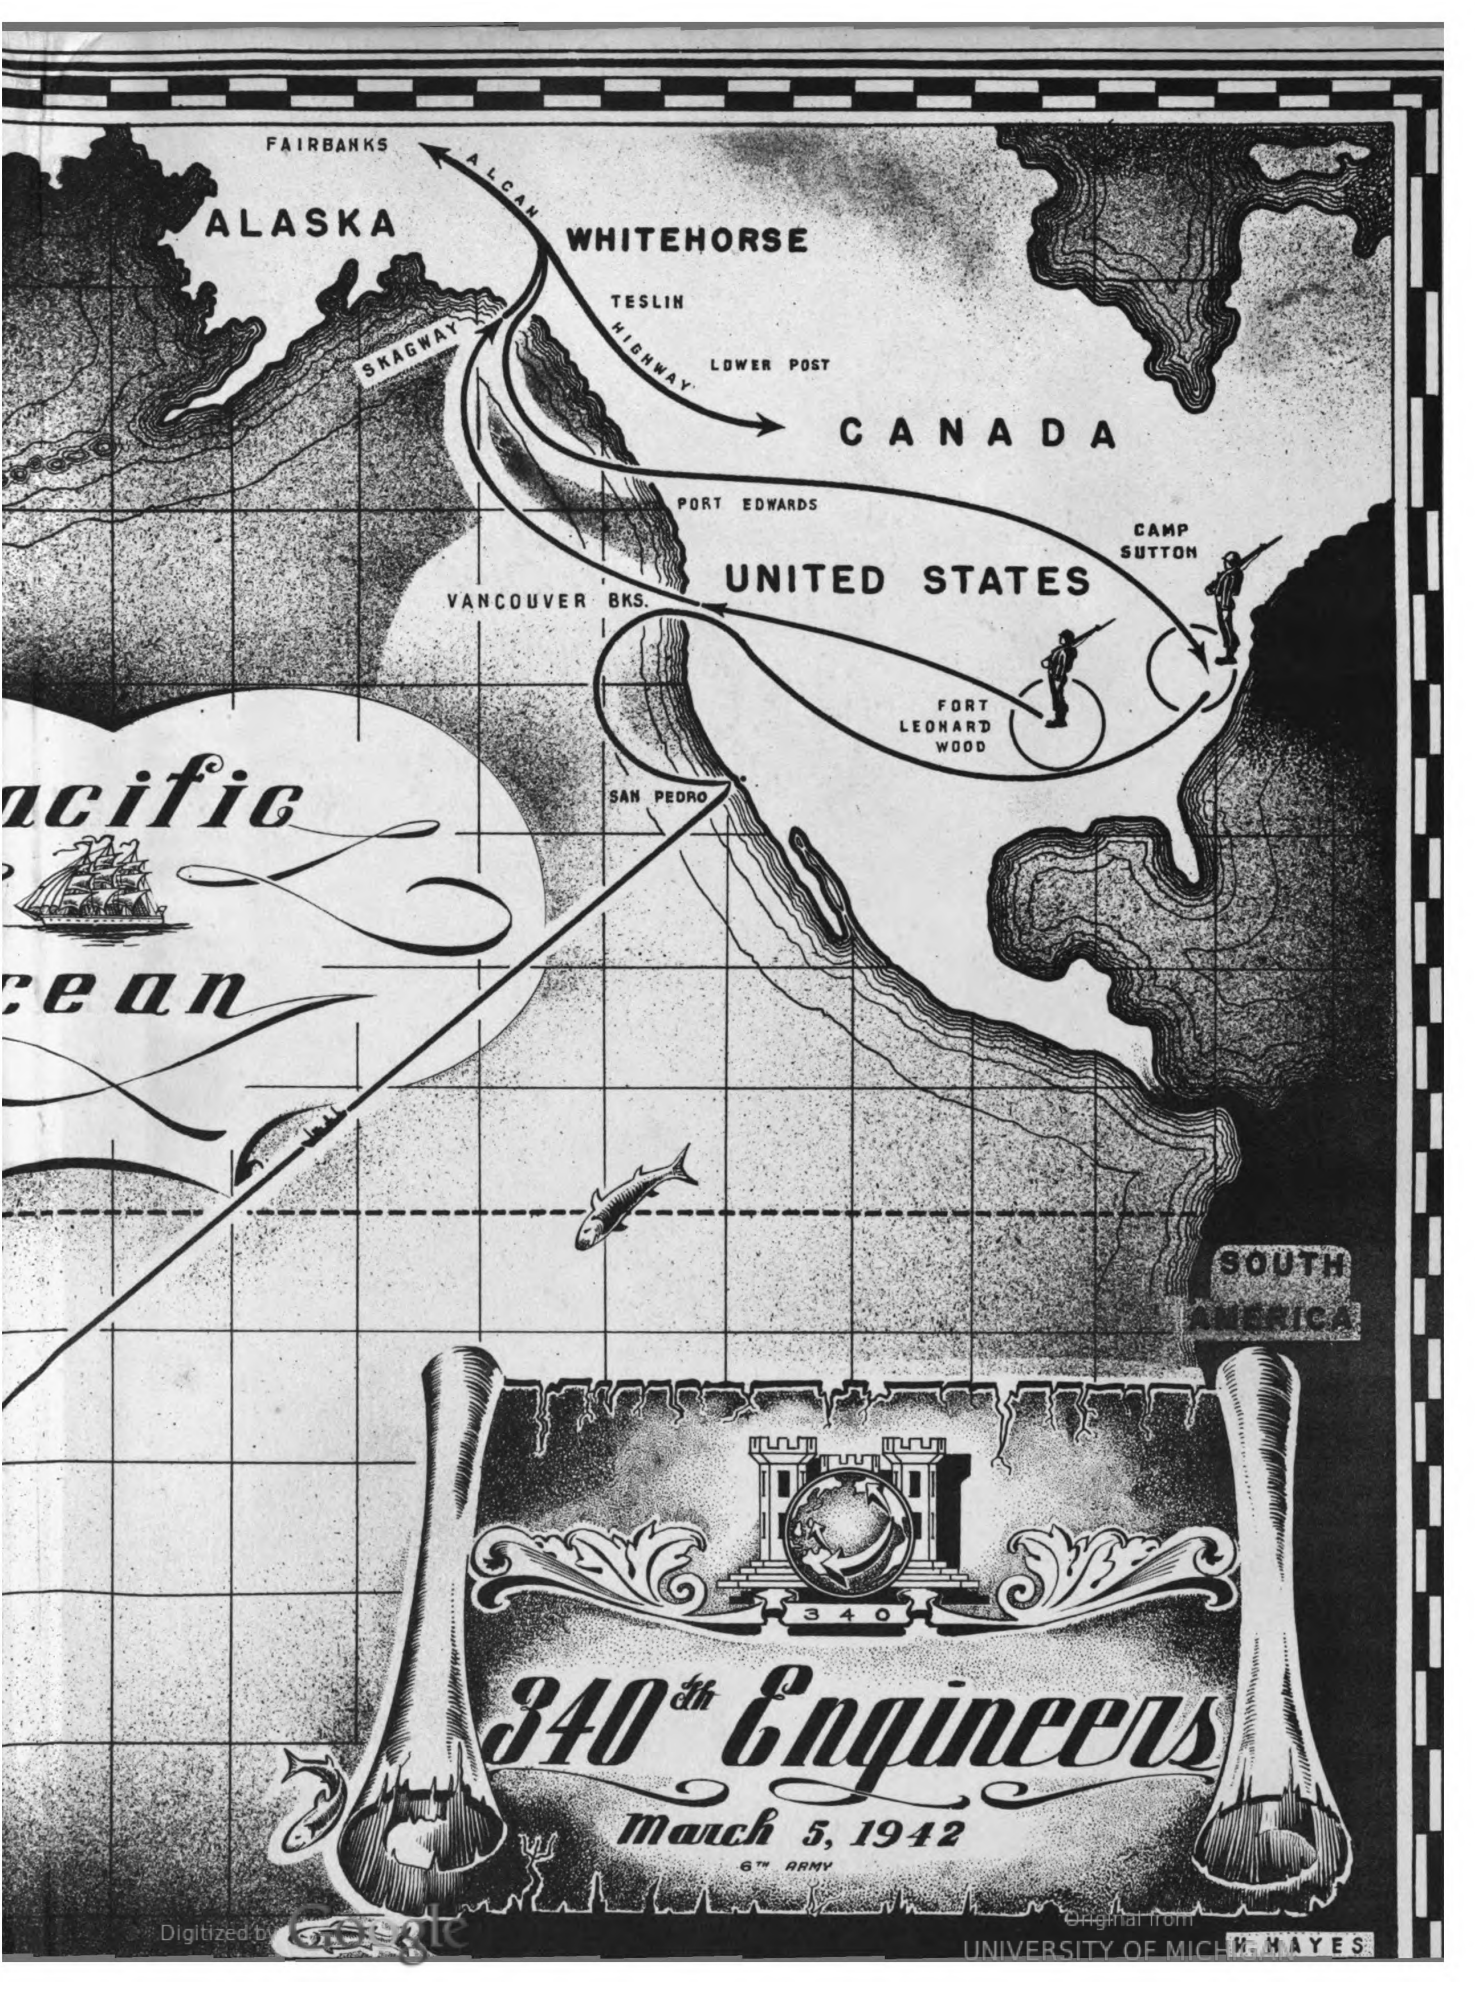 FAIRBANKS
ALCAN
ALASKA
WHITEHORSE
TESLIN
SKAGWAY
HIGHWAY
LOWER POST
CANADA
PORT EDWARDS
CAMP
SUTTON
UNITED STATES
VANCOUVER BKS.
FORT
LEONARD
WOOD
acific
SAN PEDRO
cean
SOUTH
AMERICA
340
340th Engineers
March 5, 1942
6TH ARMY
Digitized by Google
Original from
UNIVERSITY OF MICHIGAN
H HAYES